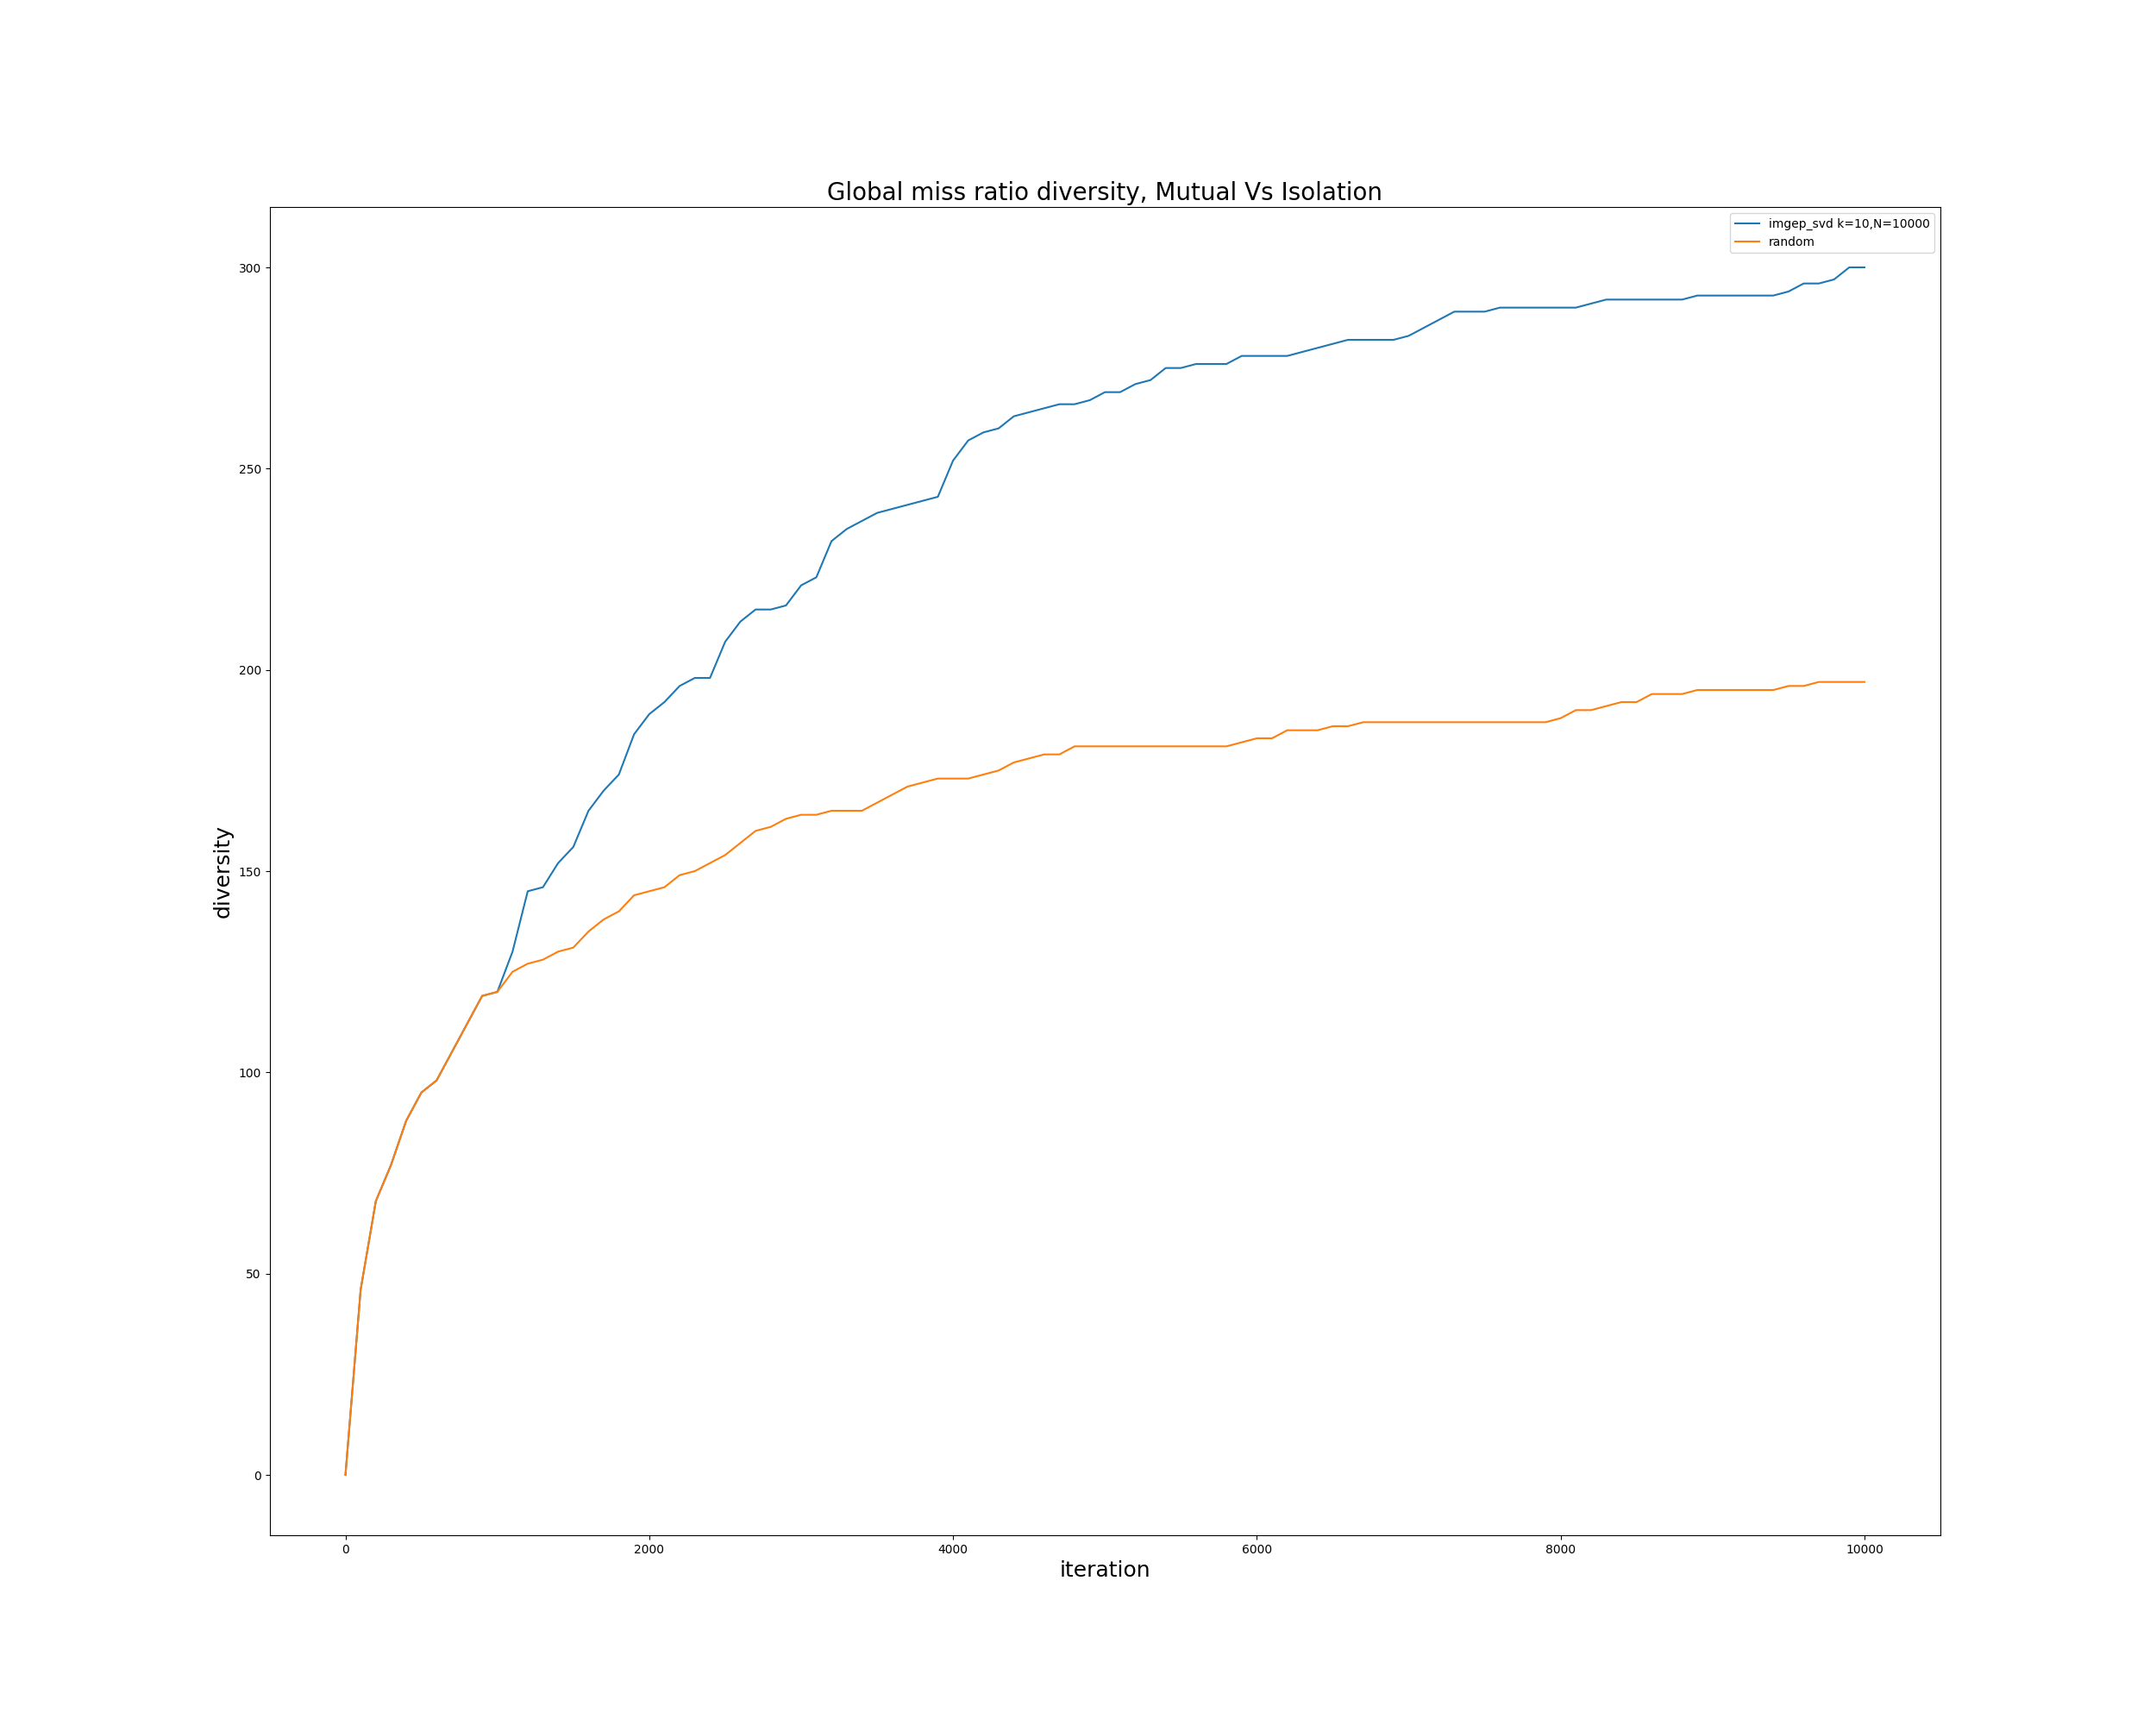 Global miss ratio diversity, Mutual Vs Isolation
imgep_svd k=10,N=10000
random
300
250
200
150
100
50
0
diversity
0 2000 4000 6000 8000 10000
iteration